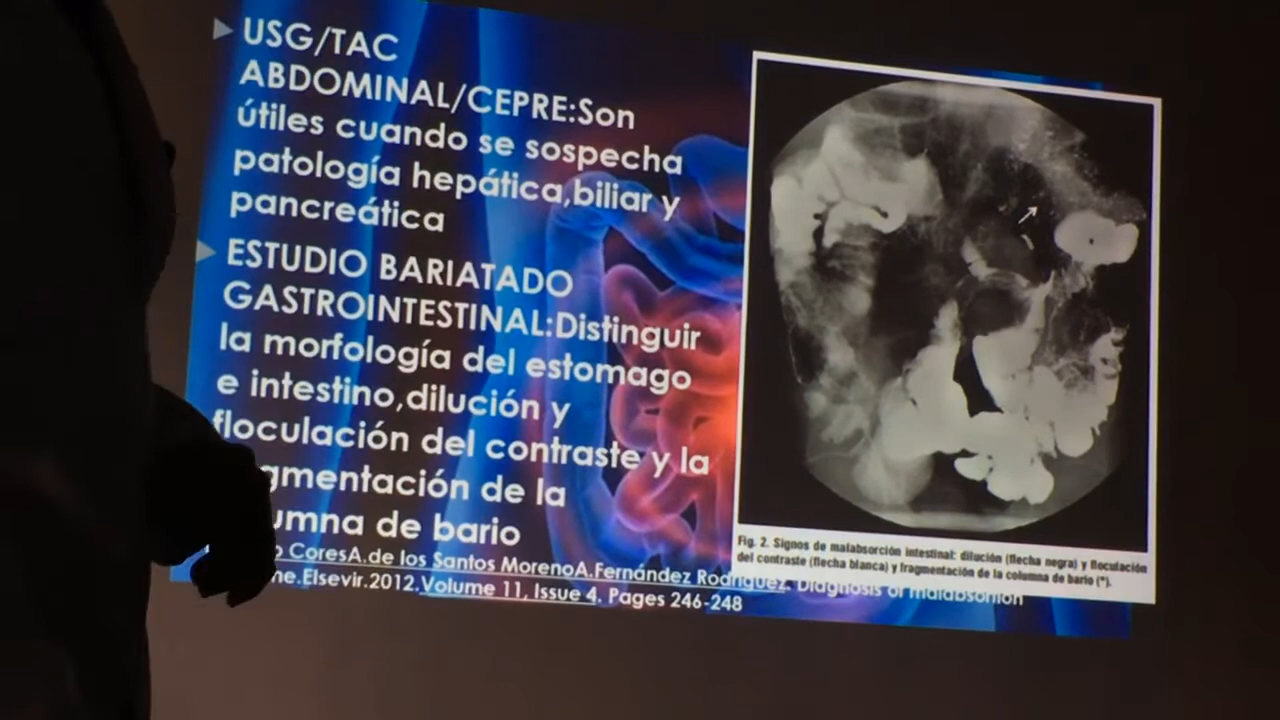 USG/TAC
ABDOMINAL/CEPRE:Son
útiles cuando se sospecha
patología hepática,biliar y
pancreática
ESTUDIO BARIATADO
GASTROINTESTINAL:Distinguir
la morfología del estomago
e intestino,dilución y
floculación del contraste y la
gmentación de la
umna de bario
CoresA.de los Santos MorenoA.Fernández Rodríguez. Diagnosis of malabsortion
me.Elsevir.2012.Volume 11, Issue 4. Pages 246-248
Fig. 2. Signos de malabsorción intestinal: dilución (flecha negra) y floculación
del contraste (flecha blanca) y fragmentación de la columna de bario (*).